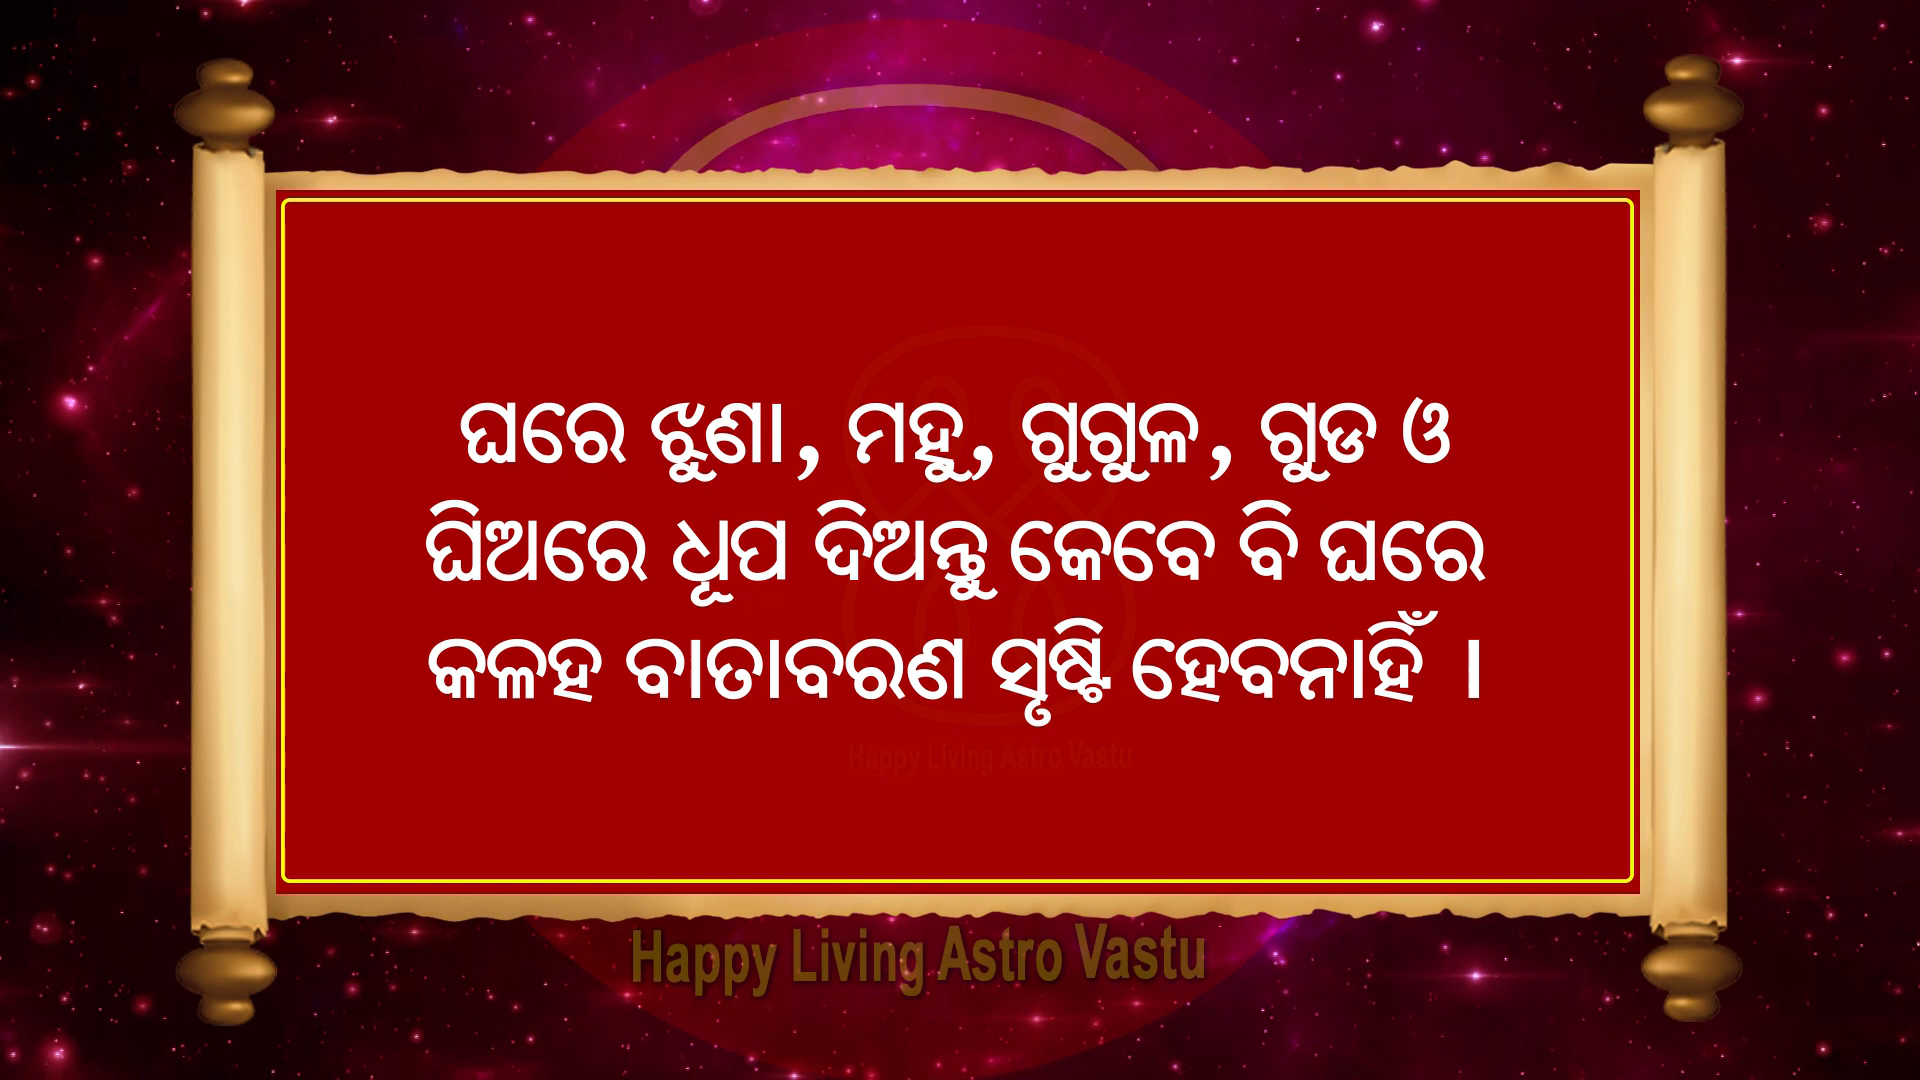 ଘରେ ଝୁଣା, ମହୁ, ଗୁଗୁଳ, ଗୁଡ ଓ
ଘିଅରେ ଧୂପ ଦିଅନ୍ତୁ କେବେ ବି ଘରେ
କଳହ ବାତାବରଣ ସୃଷ୍ଟି ହେବନାହିଁ ।
Happy Living Astro Vastu
Happy Living Astro Vastu